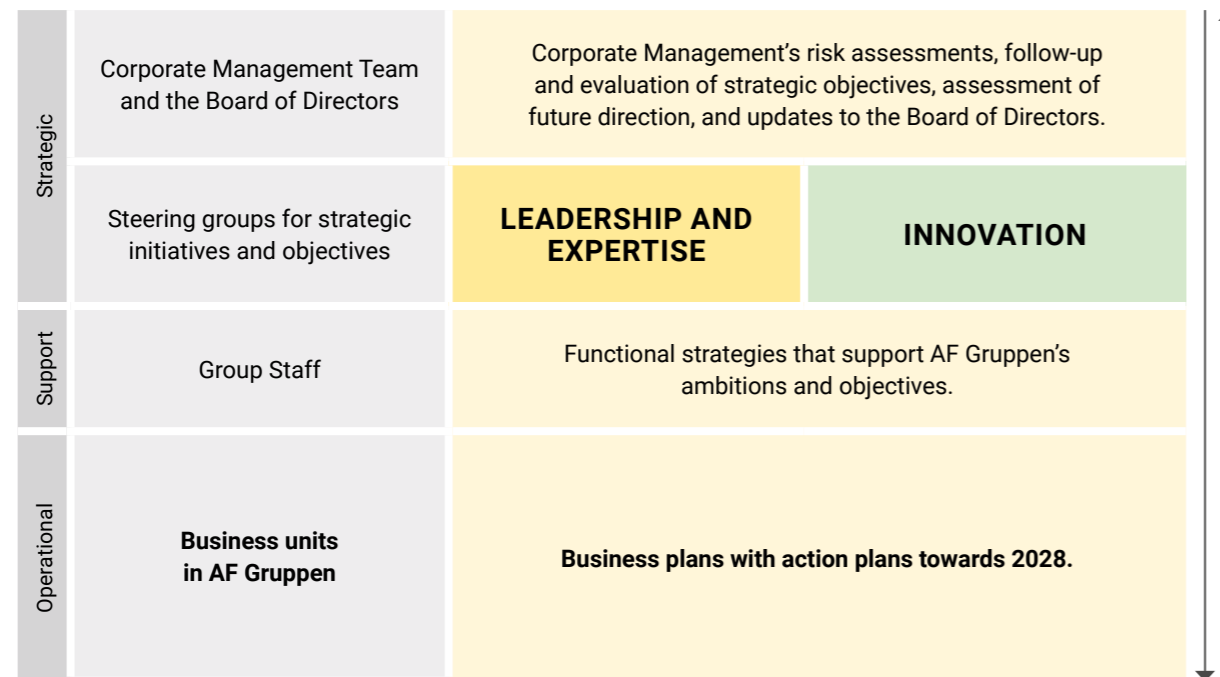 Strategic
Corporate Management Team
and the Board of Directors
Corporate Management’s risk assessments, follow-up
and evaluation of strategic objectives, assessment of
future direction, and updates to the Board of Directors.
Steering groups for strategic
initiatives and objectives
LEADERSHIP AND
EXPERTISE
INNOVATION
Support
Group Staff
Functional strategies that support AF Gruppen’s
ambitions and objectives.
Operational
Business units
in AF Gruppen
Business plans with action plans towards 2028.